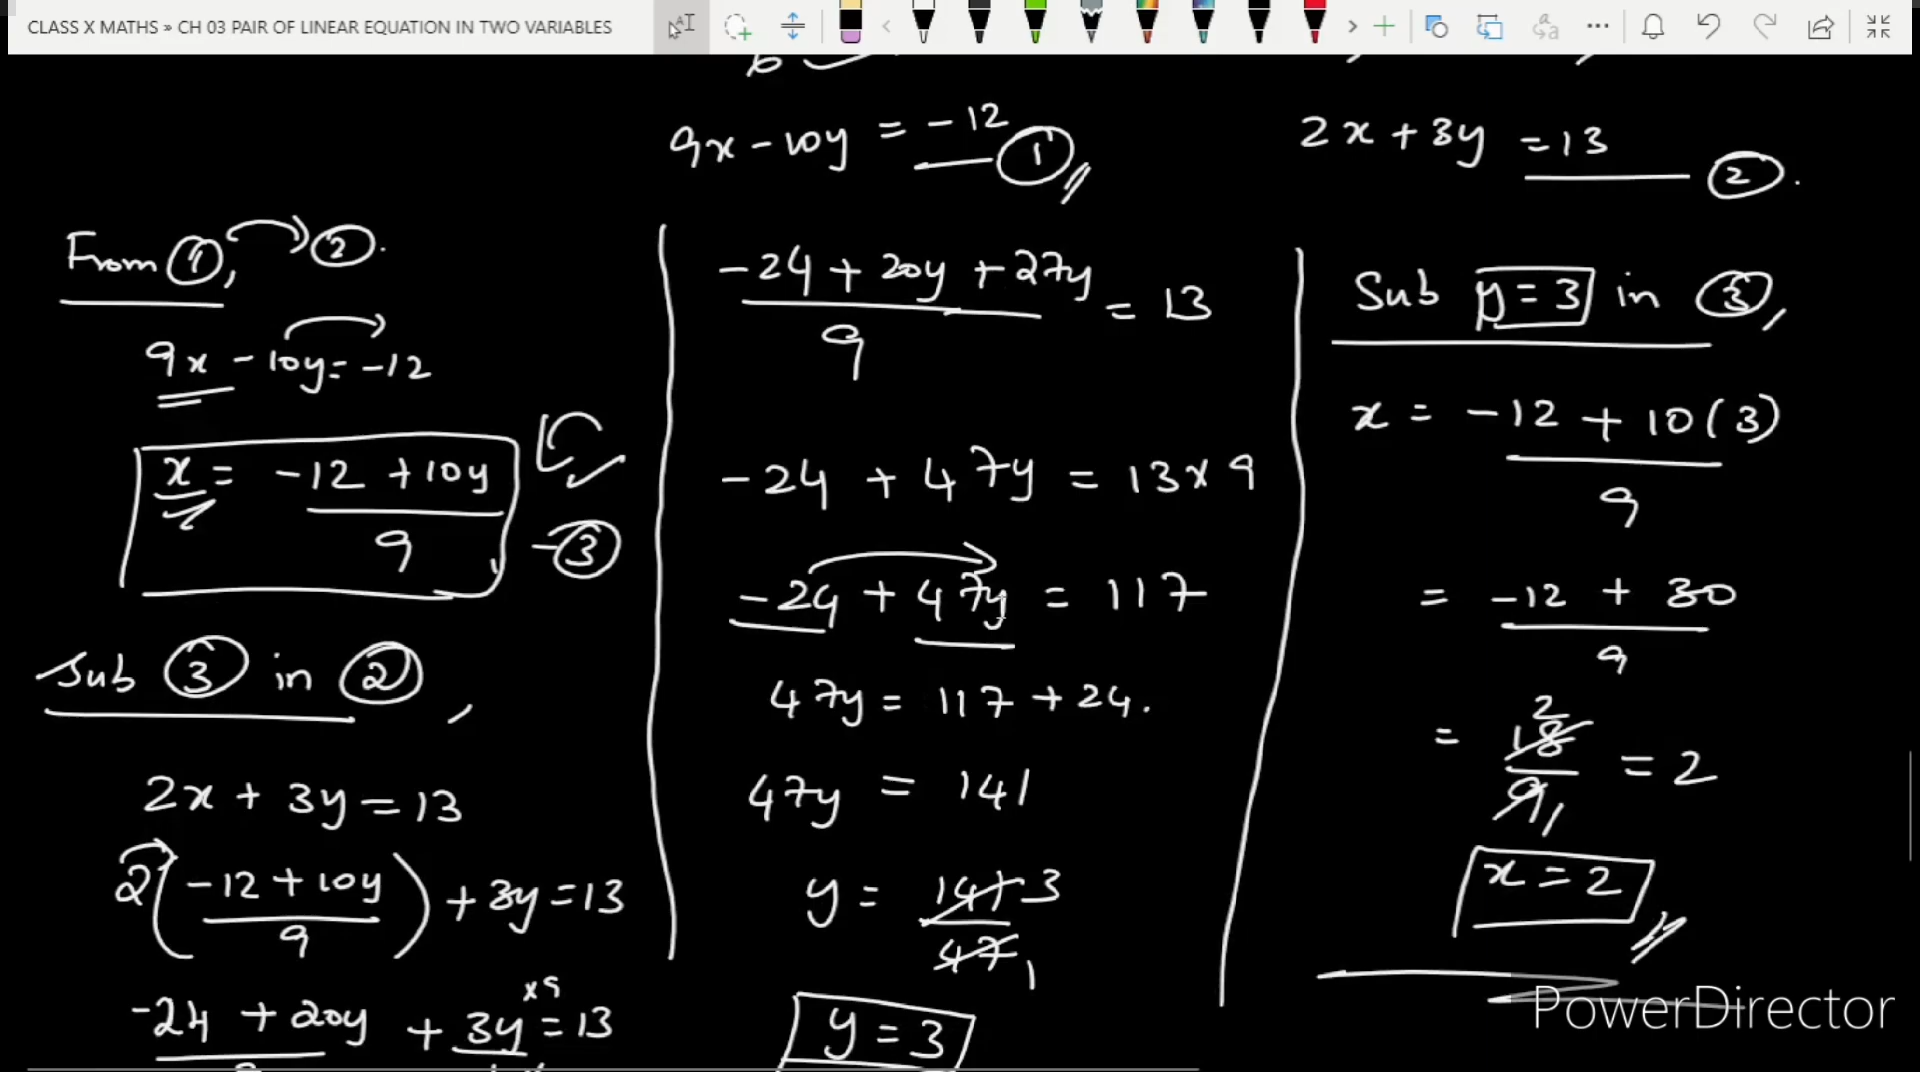 CLASS X MATHS » CH 03 PAIR OF LINEAR EQUATION IN TWO VARIABLES
9x - 10y = -12 ①
2x + 3y = 13 ②.
From ①, ②.
9x - 10y = -12
x = -12 + 10y
9
- ③
Sub ③ in ②,
2x + 3y = 13
2(-12 + 10y) + 3y = 13
9
×9
-24 + 20y + 3y = 13
-24 + 20y + 27y = 13
9
-24 + 47y = 13 × 9
-24 + 47y = 117
47y = 117 + 24.
47y = 141
y = 141 3
47 1
y = 3
Sub y = 3 in ③,
x = -12 + 10(3)
9
= -12 + 30
9
2
= 18 = 2
9 1
x = 2
PowerDirector